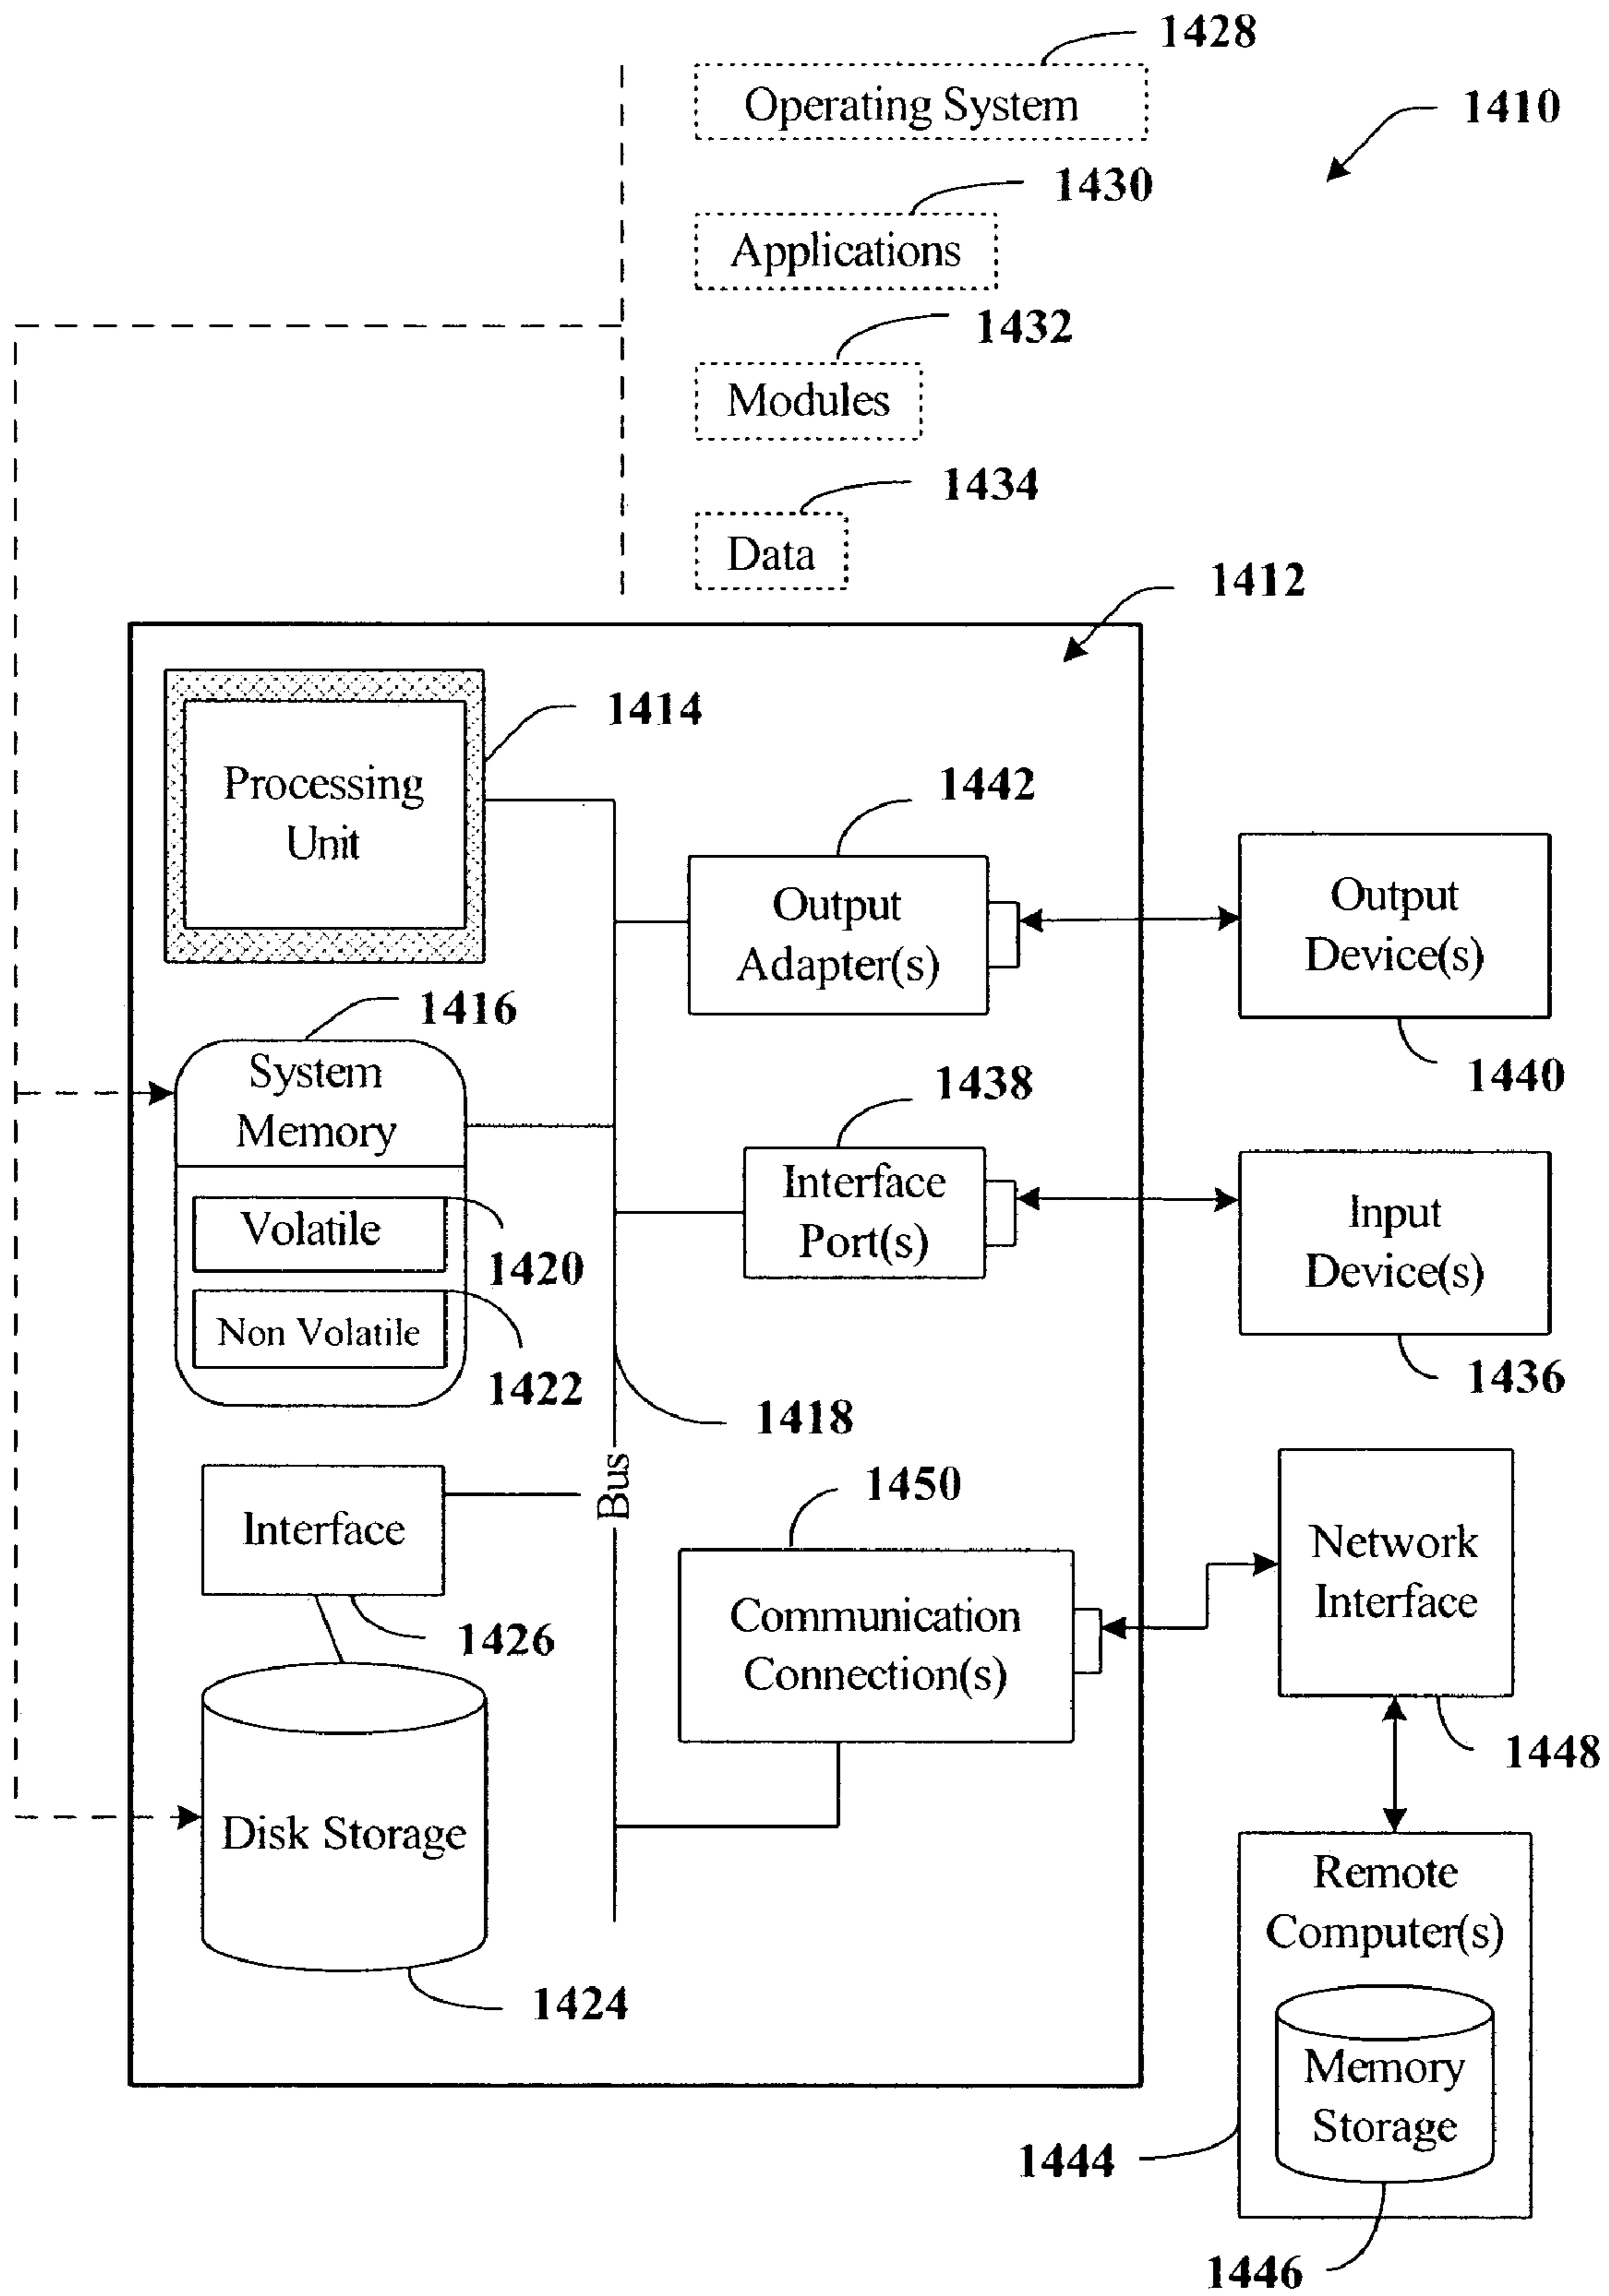 1428
Operating System
1410
1430
Applications
1432
Modules
1434
Data
1412
1414
Processing
Unit
1442
Output
Adapter(s)
Output
Device(s)
1440
1416
System
Memory
1438
Interface
Port(s)
Input
Device(s)
1436
Volatile
1420
Non Volatile
1422
1418
Bus
Interface
1426
1450
Communication
Connection(s)
Network
Interface
1448
Disk Storage
1424
Remote
Computer(s)
Memory
Storage
1444
1446